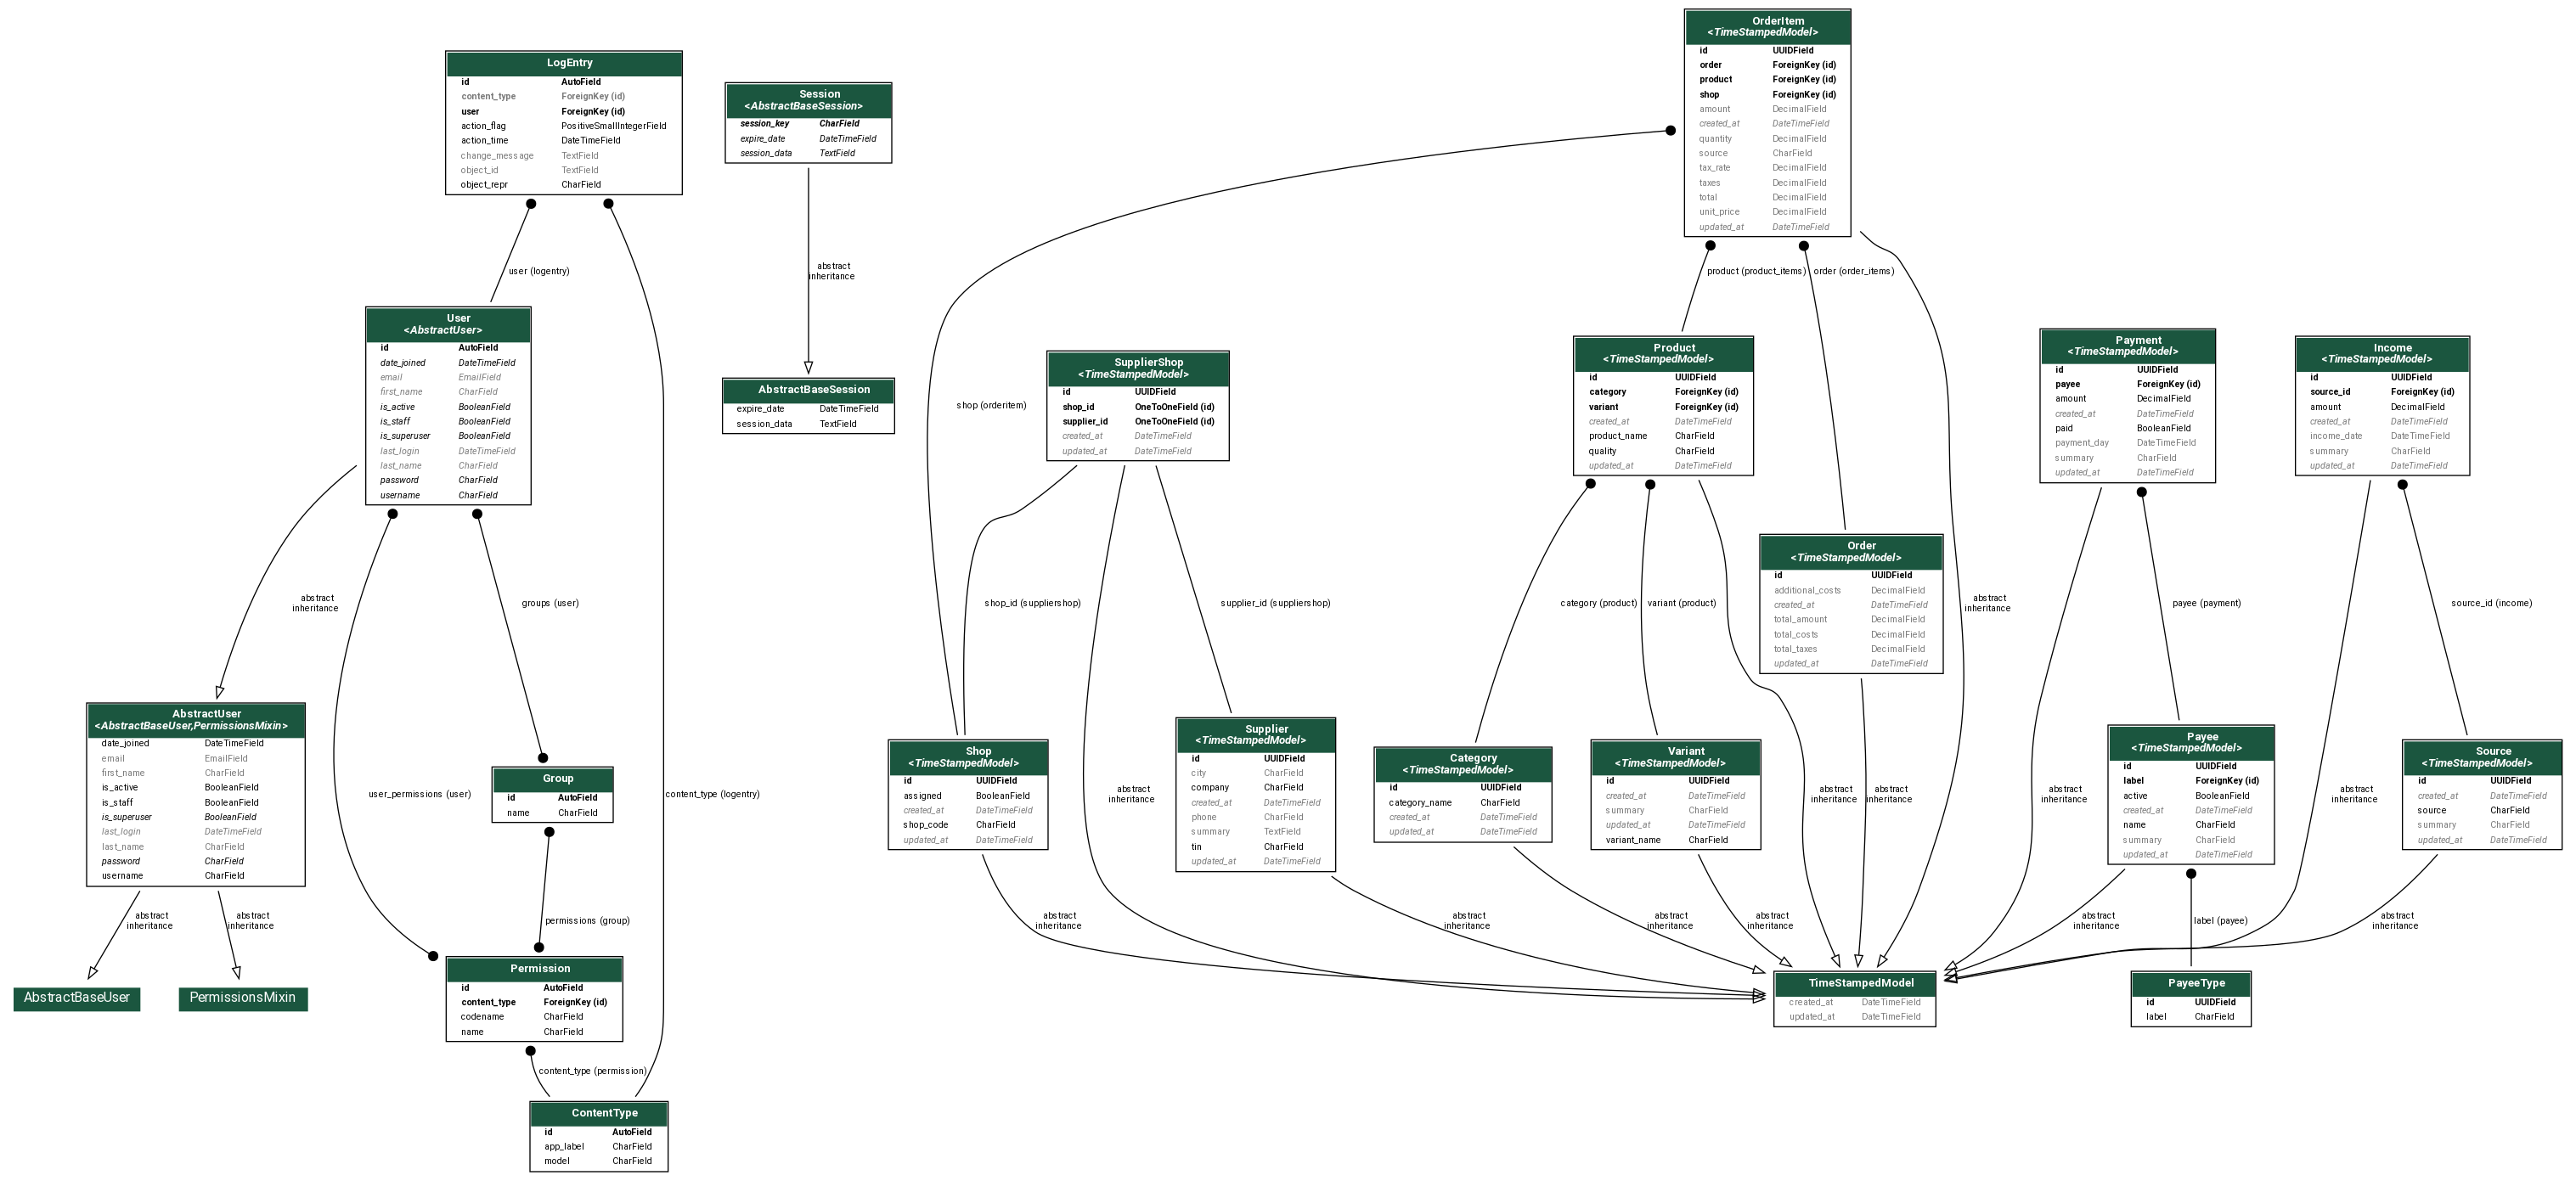 OrderItem
<TimeStampedModel>
id UUIDField
order ForeignKey (id)
product ForeignKey (id)
shop ForeignKey (id)
amount DecimalField
created_at DateTimeField
quantity DecimalField
source CharField
tax_rate DecimalField
taxes DecimalField
total DecimalField
unit_price DecimalField
updated_at DateTimeField
LogEntry
id AutoField
content_type ForeignKey (id)
user ForeignKey (id)
action_flag PositiveSmallIntegerField
action_time DateTimeField
change_message TextField
object_id TextField
object_repr CharField
Session
<AbstractBaseSession>
session_key CharField
expire_date DateTimeField
session_data TextField
user (logentry)
abstract
inheritance
product (product_items)
order (order_items)
User
<AbstractUser>
id AutoField
date_joined DateTimeField
email EmailField
first_name CharField
is_active BooleanField
is_staff BooleanField
is_superuser BooleanField
last_login DateTimeField
last_name CharField
password CharField
username CharField
AbstractBaseSession
expire_date DateTimeField
session_data TextField
shop (orderitem)
SupplierShop
<TimeStampedModel>
id UUIDField
shop_id OneToOneField (id)
supplier_id OneToOneField (id)
created_at DateTimeField
updated_at DateTimeField
Product
<TimeStampedModel>
id UUIDField
category ForeignKey (id)
variant ForeignKey (id)
created_at DateTimeField
product_name CharField
quality CharField
updated_at DateTimeField
Payment
<TimeStampedModel>
id UUIDField
payee ForeignKey (id)
amount DecimalField
created_at DateTimeField
paid BooleanField
payment_day DateTimeField
summary CharField
updated_at DateTimeField
Income
<TimeStampedModel>
id UUIDField
source_id ForeignKey (id)
amount DecimalField
created_at DateTimeField
income_date DateTimeField
summary CharField
updated_at DateTimeField
Order
<TimeStampedModel>
id UUIDField
additional_costs DecimalField
created_at DateTimeField
total_amount DecimalField
total_costs DecimalField
total_taxes DecimalField
updated_at DateTimeField
abstract
inheritance
groups (user)
shop_id (suppliershop)
supplier_id (suppliershop)
category (product)
variant (product)
abstract
inheritance
payee (payment)
source_id (income)
AbstractUser
<AbstractBaseUser,PermissionsMixin>
date_joined DateTimeField
email EmailField
first_name CharField
is_active BooleanField
is_staff BooleanField
is_superuser BooleanField
last_login DateTimeField
last_name CharField
password CharField
username CharField
user_permissions (user)
Group
id AutoField
name CharField
content_type (logentry)
Shop
<TimeStampedModel>
id UUIDField
assigned BooleanField
created_at DateTimeField
shop_code CharField
updated_at DateTimeField
abstract
inheritance
Supplier
<TimeStampedModel>
id UUIDField
city CharField
company CharField
created_at DateTimeField
phone CharField
summary TextField
tin CharField
updated_at DateTimeField
Category
<TimeStampedModel>
id UUIDField
category_name CharField
created_at DateTimeField
updated_at DateTimeField
Variant
<TimeStampedModel>
id UUIDField
created_at DateTimeField
summary CharField
updated_at DateTimeField
variant_name CharField
abstract
inheritance
abstract
inheritance
abstract
inheritance
Payee
<TimeStampedModel>
id UUIDField
label ForeignKey (id)
active BooleanField
created_at DateTimeField
name CharField
summary CharField
updated_at DateTimeField
abstract
inheritance
Source
<TimeStampedModel>
id UUIDField
created_at DateTimeField
source CharField
summary CharField
updated_at DateTimeField
abstract
inheritance
abstract
inheritance
permissions (group)
abstract
inheritance
abstract
inheritance
abstract
inheritance
abstract
inheritance
abstract
inheritance
label (payee)
abstract
inheritance
AbstractBaseUser
PermissionsMixin
Permission
id AutoField
content_type ForeignKey (id)
codename CharField
name CharField
TimeStampedModel
created_at DateTimeField
updated_at DateTimeField
PayeeType
id UUIDField
label CharField
content_type (permission)
ContentType
id AutoField
app_label CharField
model CharField